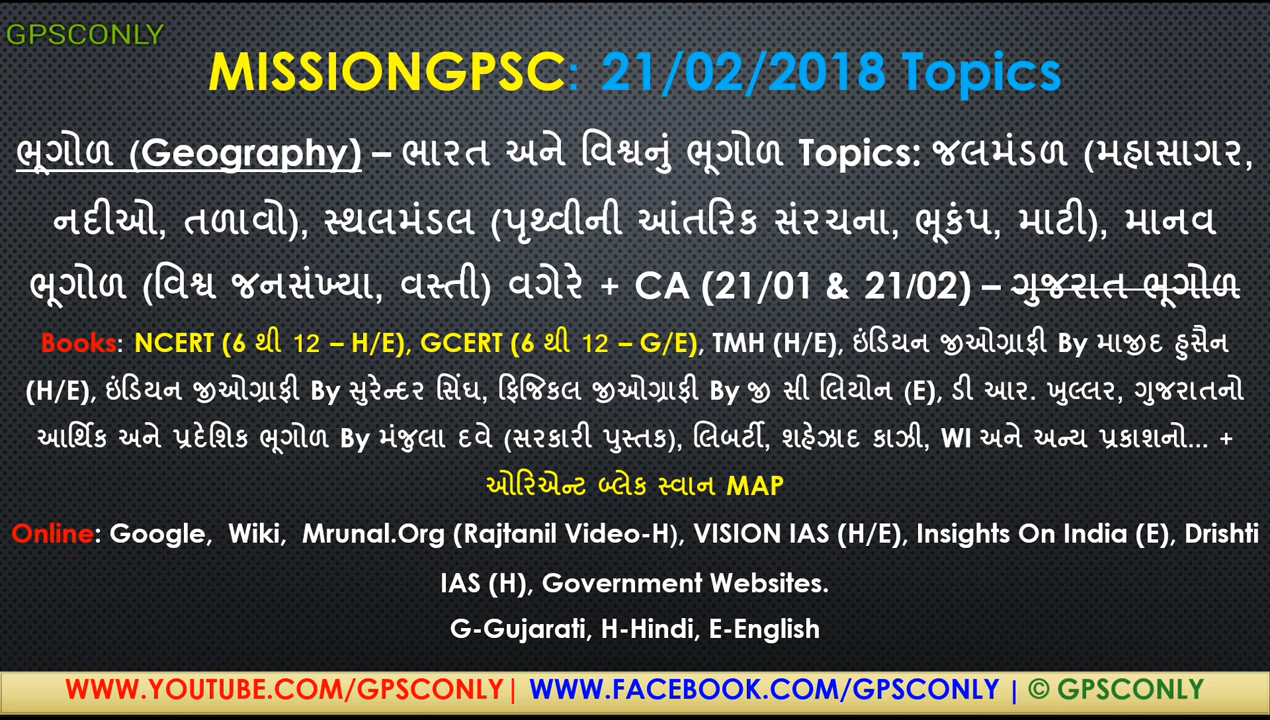 GPSCONLY
MISSIONGPSC: 21/02/2018 Topics
ભૂગોળ (Geography) – ભારત અને વિશ્વનું ભૂગોળ Topics: જલમંડળ (મહાસાગર,
નદીઓ, તળાવો), સ્થલમંડલ (પૃથ્વીની આંતરિક સંરચના, ભૂકંપ, માટી), માનવ
ભૂગોળ (વિશ્વ જનસંખ્યા, વસ્તી) વગેરે + CA (21/01 & 21/02) – ગુજરાત ભૂગોળ
Books: NCERT (6 થી 12 – H/E), GCERT (6 થી 12 – G/E), TMH (H/E), ઇંડિયન જીઓગ્રાફી By માજીદ હુસૈન
(H/E), ઇંડિયન જીઓગ્રાફી By સુરેન્દર સિંઘ, ફિજિકલ જીઓગ્રાફી By જી સી લિયોન (E), ડી આર. ખુલ્લર, ગુજરાતનો
આર્થિક અને પ્રદેશિક ભૂગોળ By મંજુલા દવે (સરકારી પુસ્તક), લિબર્ટી, શહેઝાદ કાઝી, WI અને અન્ય પ્રકાશનો... +
ઓરિએન્ટ બ્લેક સ્વાન MAP
Online: Google, Wiki, Mrunal.Org (Rajtanil Video-H), VISION IAS (H/E), Insights On India (E), Drishti
IAS (H), Government Websites.
G-Gujarati, H-Hindi, E-English
WWW.YOUTUBE.COM/GPSCONLY| WWW.FACEBOOK.COM/GPSCONLY | © GPSCONLY